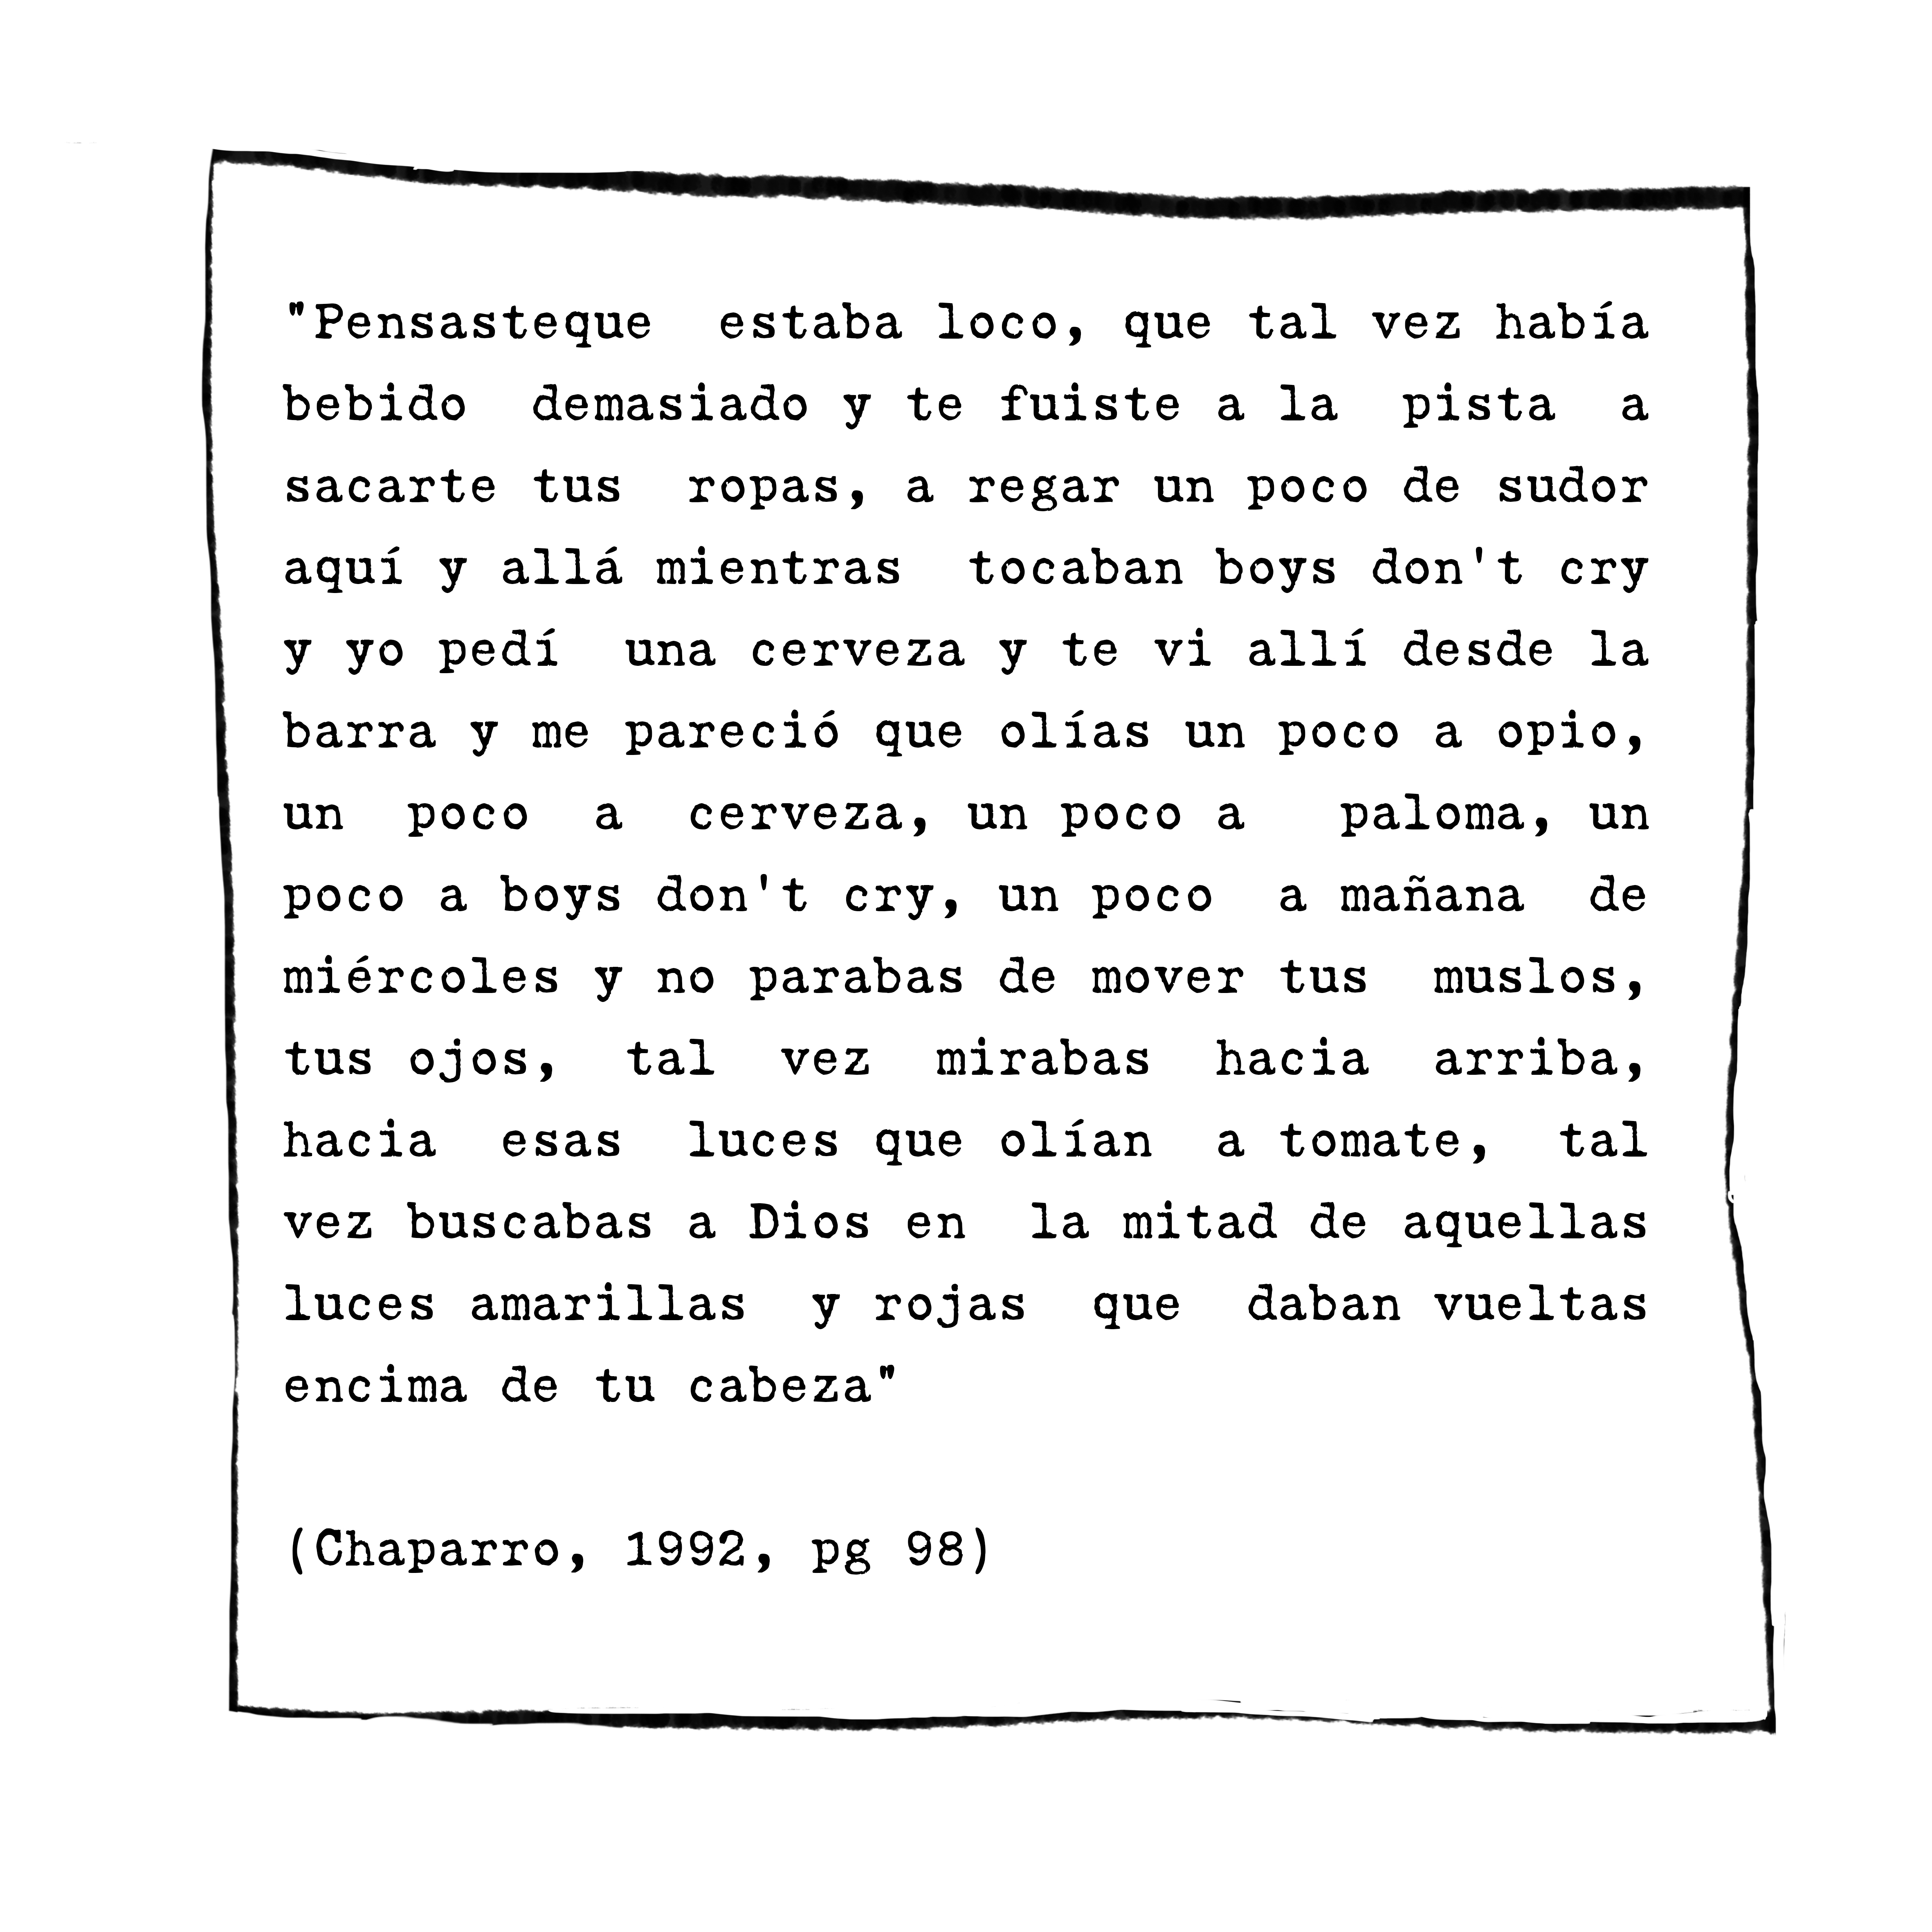 "Pensasteque estaba loco, que tal vez había
bebido demasiado y te fuiste a la pista a
sacarte tus ropas, a regar un poco de sudor
aquí y allá mientras tocaban boys don't cry
y yo pedí una cerveza y te vi allí desde la
barra y me pareció que olías un poco a opio,
un poco a cerveza, un poco a paloma, un
poco a boys don't cry, un poco a mañana de
miércoles y no parabas de mover tus muslos,
tus ojos, tal vez mirabas hacia arriba,
hacia esas luces que olían a tomate, tal
vez buscabas a Dios en la mitad de aquellas
luces amarillas y rojas que daban vueltas
encima de tu cabeza"
(Chaparro, 1992, pg 98)